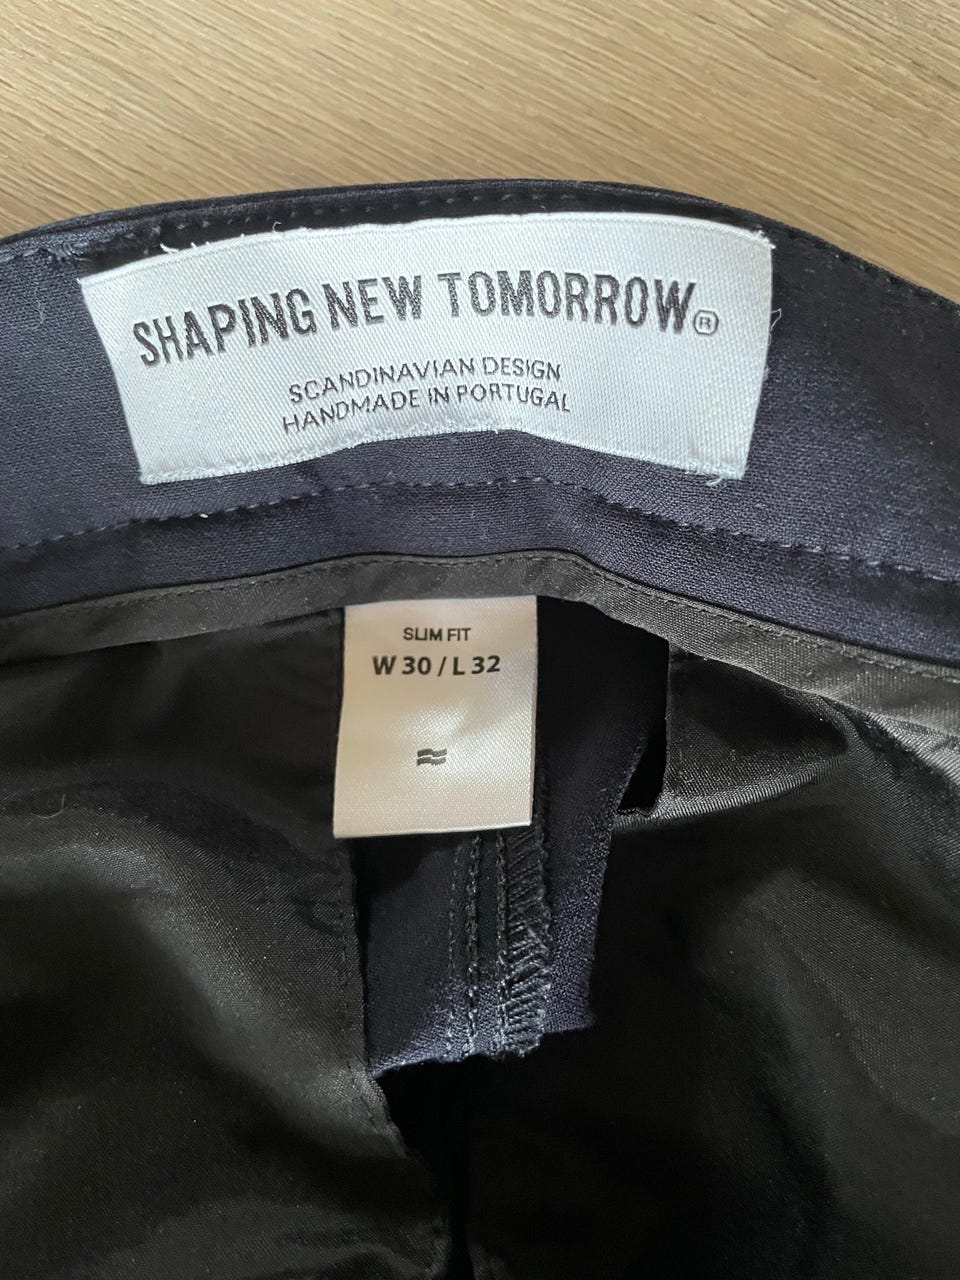 SHAPING NEW TOMORROW®
SCANDINAVIAN DESIGN
HANDMADE IN PORTUGAL
SLIM FIT
W 30 / L 32